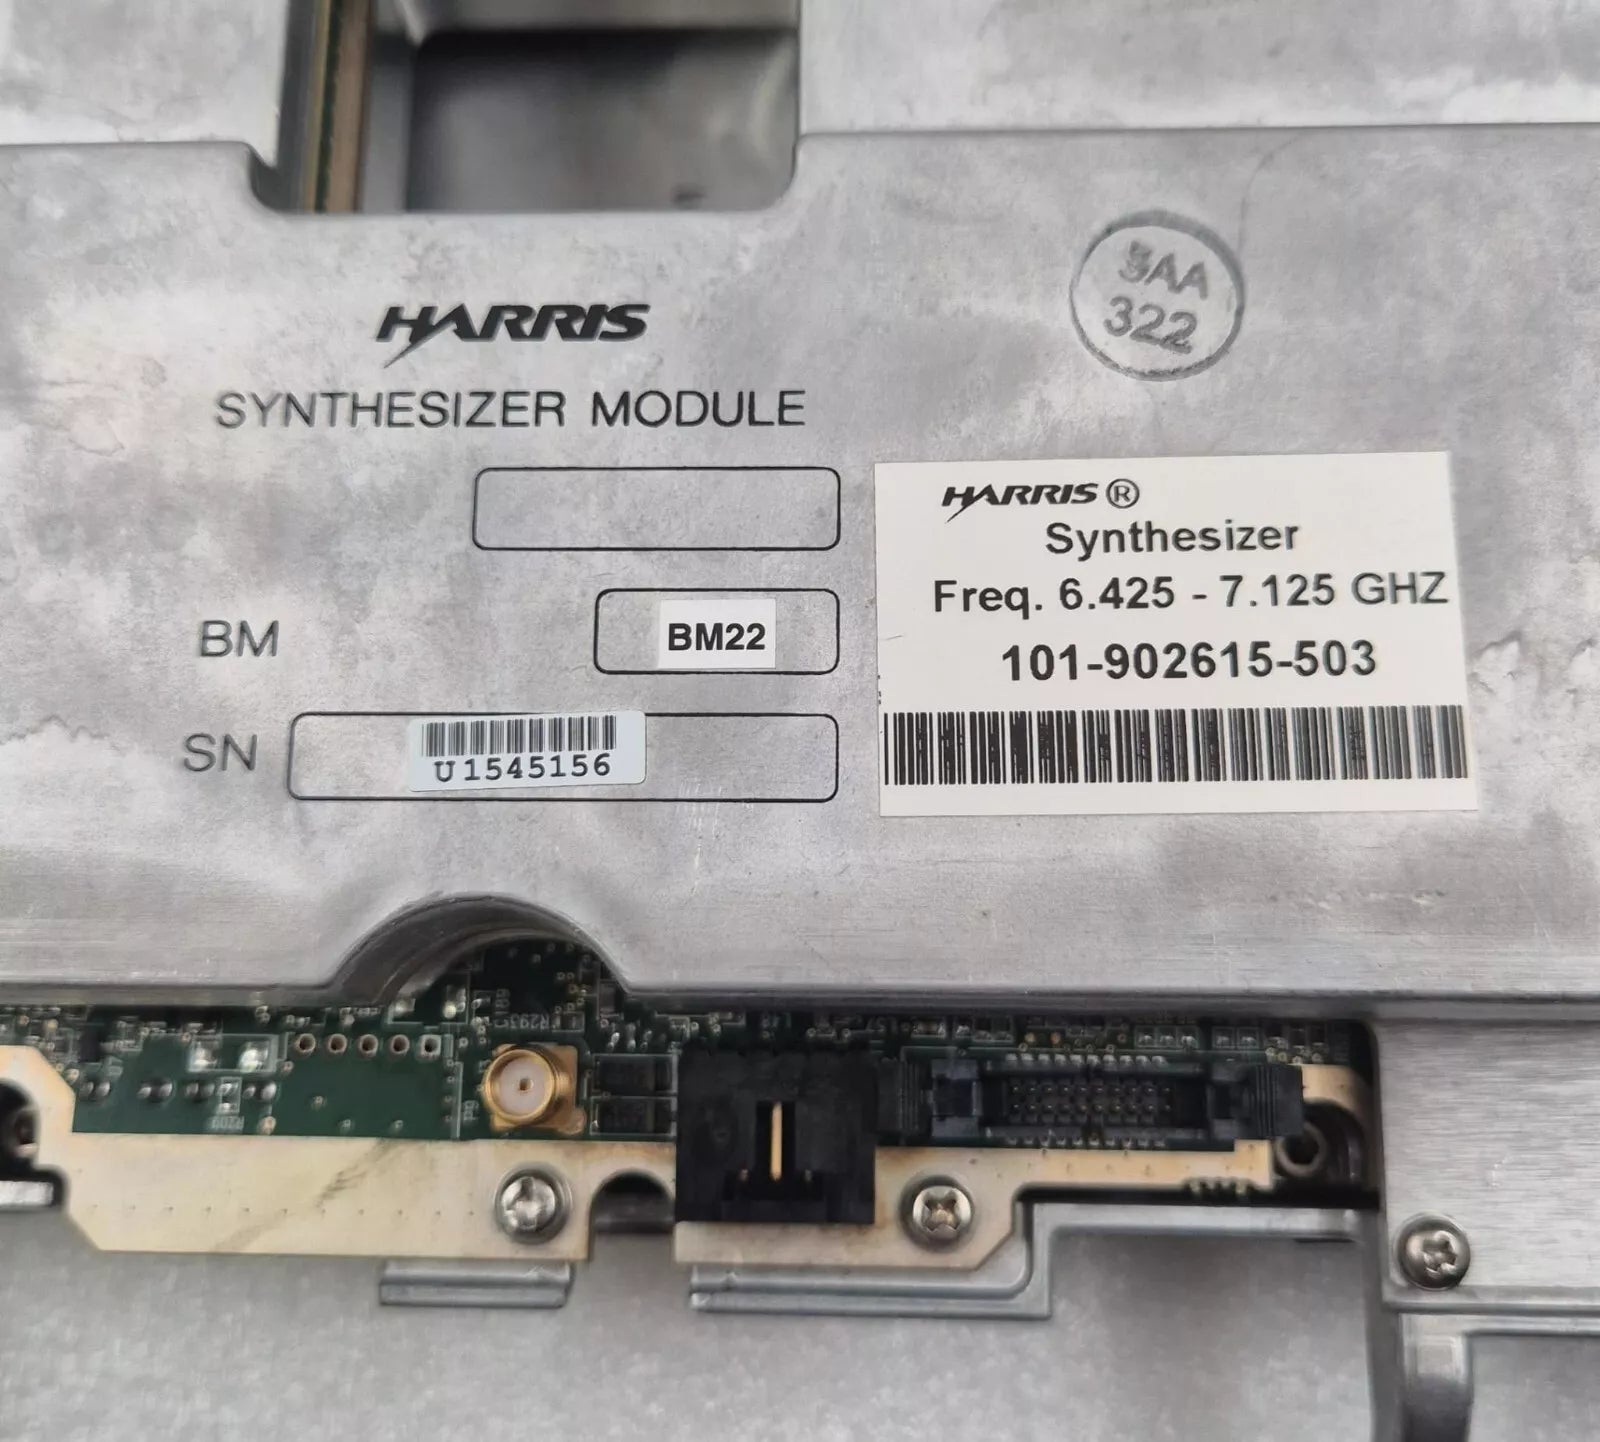 HARRIS
SYNTHESIZER MODULE
BM
BM22
SN
U1545156
HARRIS®
Synthesizer
Freq. 6.425 - 7.125 GHZ
101-902615-503
322
R209